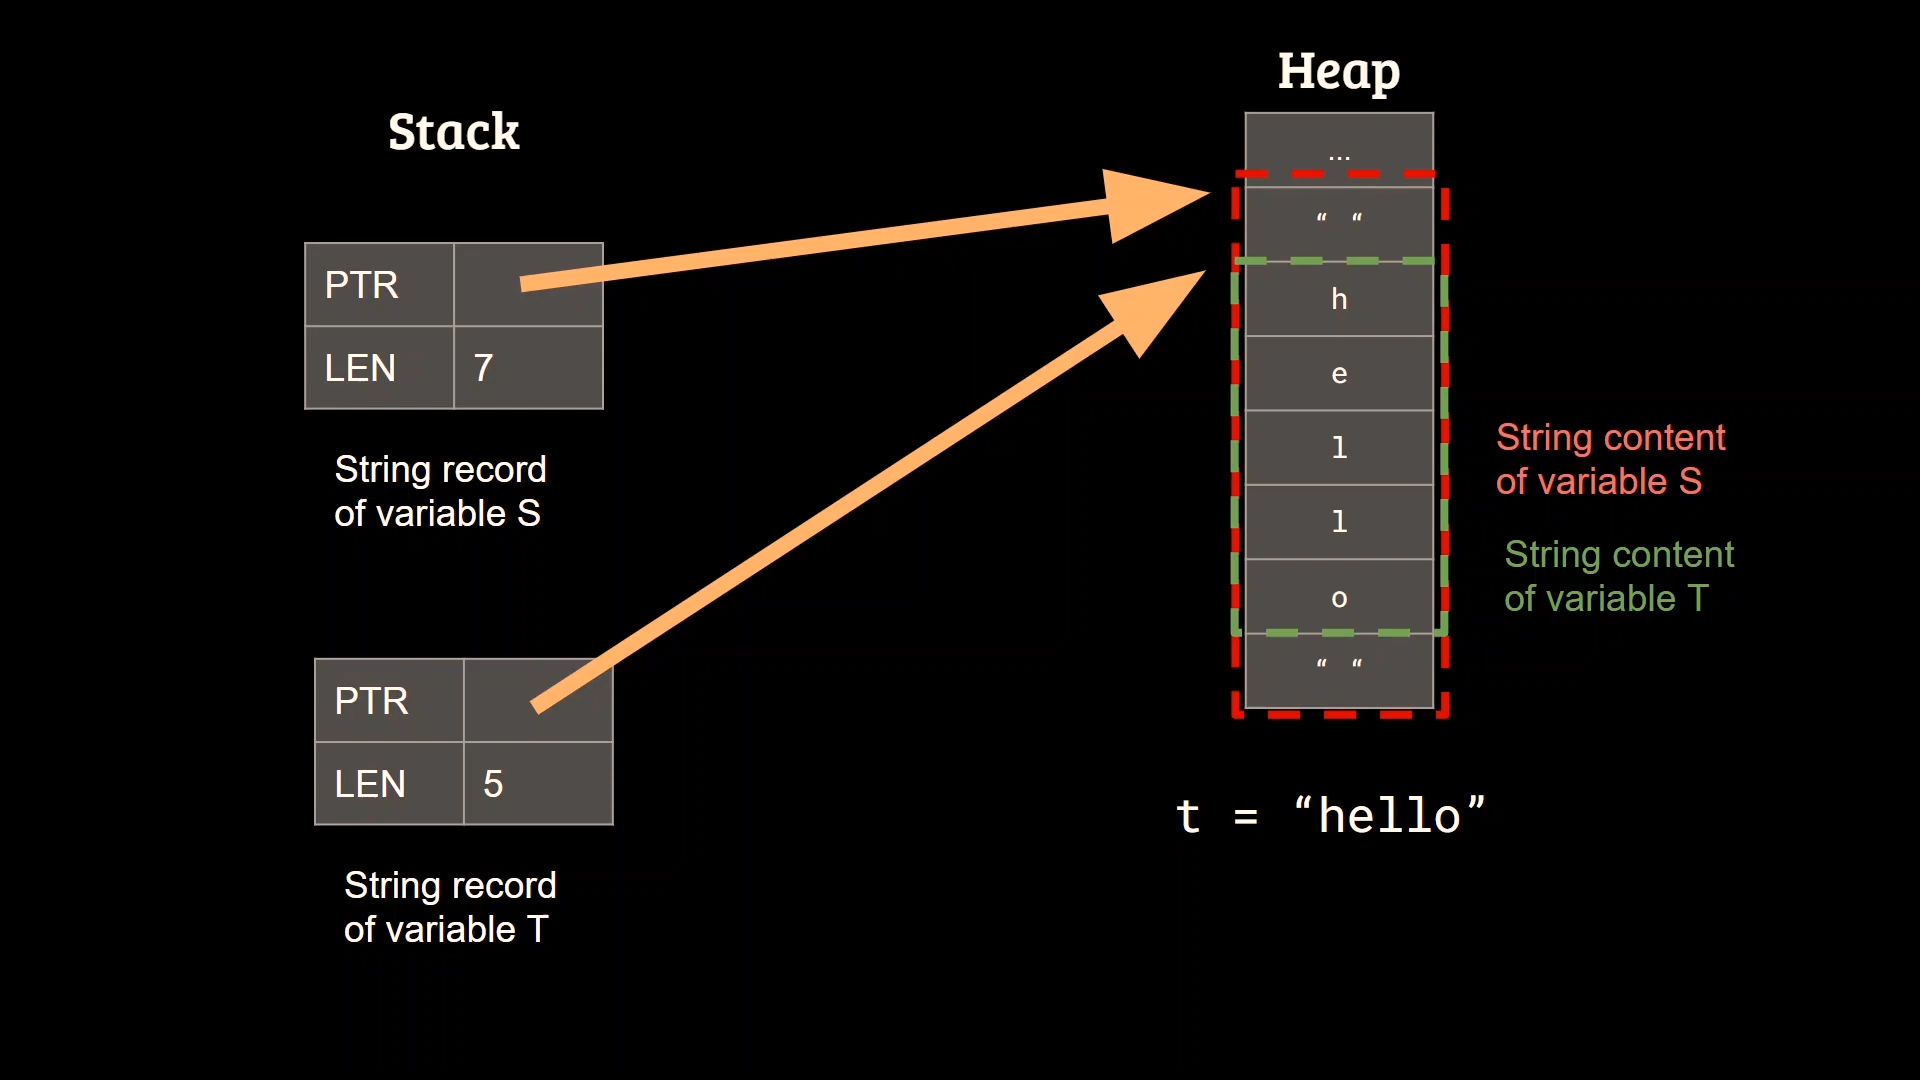 Stack
PTR
LEN 7
String record
of variable S
PTR
LEN 5
String record
of variable T
Heap
...
“ “
h
e
l
l
o
“ “
String content
of variable S
String content
of variable T
t = “hello”